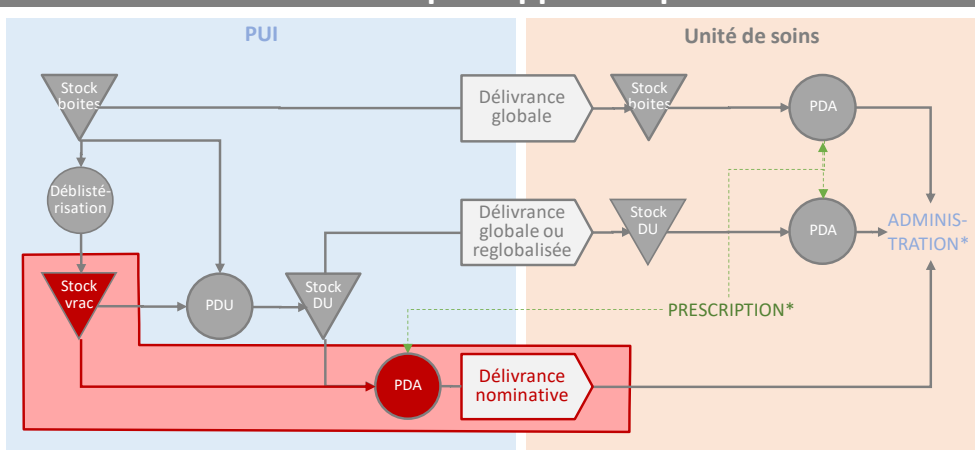 PUI
Unité de soins
Stock
boites
Délivrance
globale
Stock
boites
PDA
Déblisté-
risation
Délivrance
globale ou
reglobalisée
Stock
DU
PDA
ADMINIS-
TRATION*
Stock
vrac
PDU
Stock
DU
PRESCRIPTION*
PDA
Délivrance
nominative